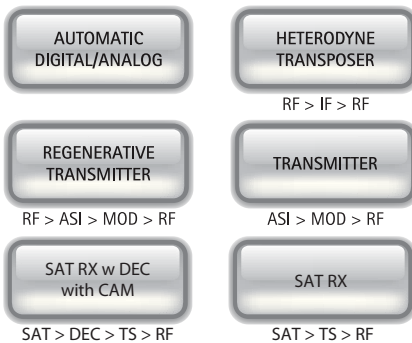 AUTOMATIC
DIGITAL/ANALOG
HETERODYNE
TRANSPOSER
RF > IF > RF
REGENERATIVE
TRANSMITTER
RF > ASI > MOD > RF
TRANSMITTER
ASI > MOD > RF
SAT RX w DEC
with CAM
SAT > DEC > TS > RF
SAT RX
SAT > TS > RF